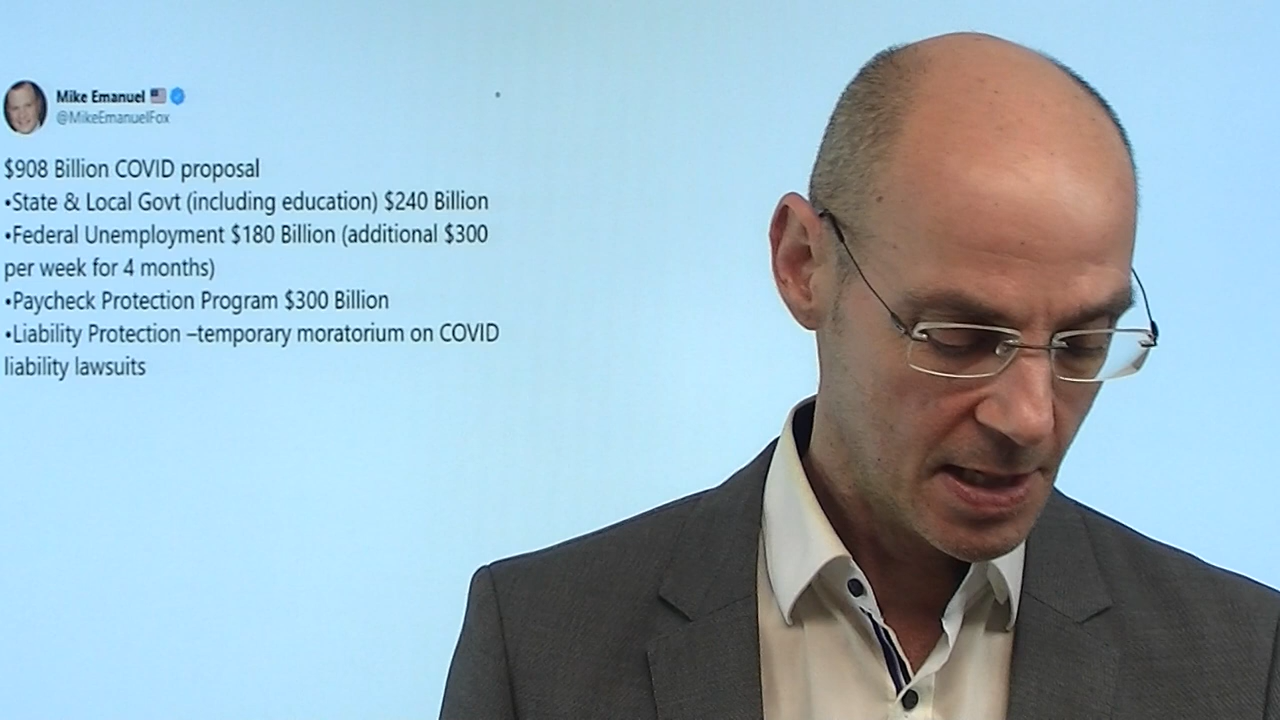 Mike Emanuel 🇺🇸
@MikeEmanuelFox
$908 Billion COVID proposal
•State & Local Govt (including education) $240 Billion
•Federal Unemployment $180 Billion (additional $300
per week for 4 months)
•Paycheck Protection Program $300 Billion
•Liability Protection –temporary moratorium on COVID
liability lawsuits